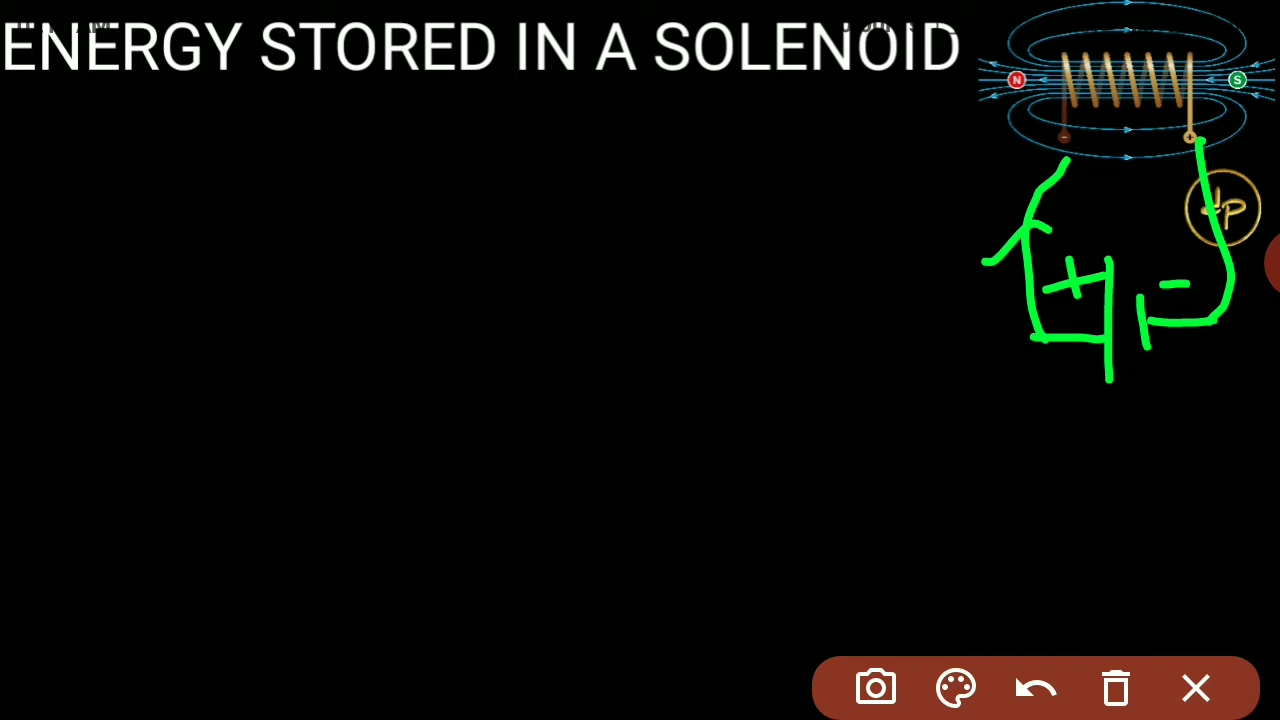 ENERGY STORED IN A SOLENOID
N
S
- +
+ -